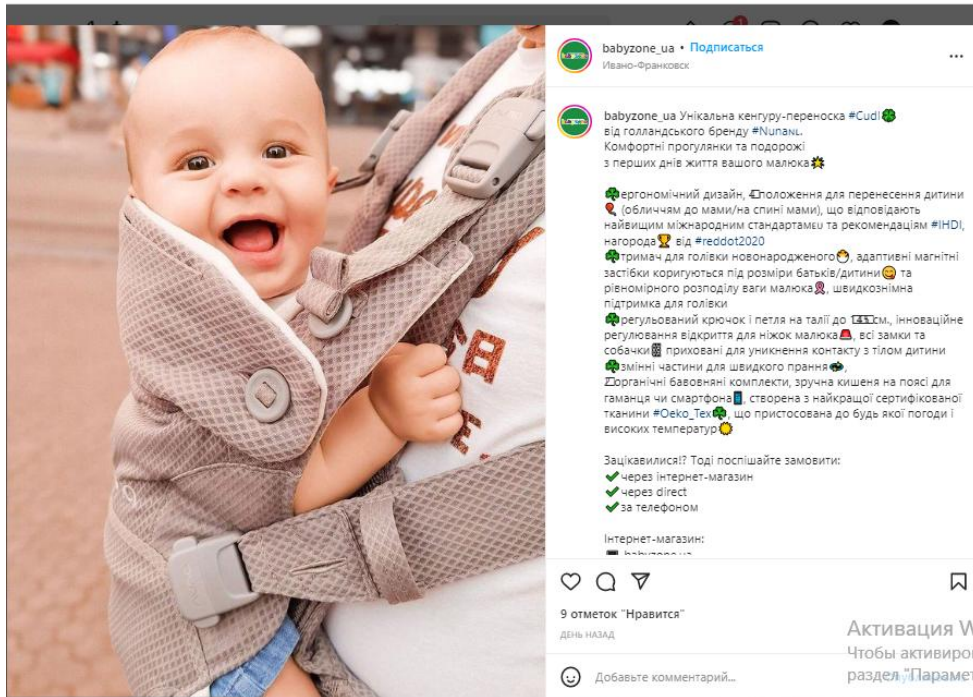 babyzone_ua • Подписаться
Ивано-Франковск
babyzone_ua Унікальна кенгуру-переноска #Cudl🍀
від голландського бренду #Nunaɴʟ.
Комфортні прогулянки та подорожі
з перших днів життя вашого малюка
🍀ергономічний дизайн, 4положення для перенесення дитини
(обличчям до мами/на спині мами), що відповідають
найвищим міжнародним стандартамᴇᴜ та рекомендаціям #IHDI,
нагорода🏆 від #reddot2020
🍀тримач для голівки новонародженого, адаптивні магнітні
застібки коригуються під розміри батьків/дитини😋 та
рівномірного розподілу ваги малюка, швидкознімна
підтримка для голівки
🍀регульований крючок і петля на талії до см., інноваційне
регулювання відкриття для ніжок малюка, всі замки та
собачки приховані для уникнення контакту з тілом дитини
🍀змінні частини для швидкого прання,
2органічні бавовняні комплекти, зручна кишеня на поясі для
гаманця чи смартфона📱, створена з найкращої сертифікованої
тканини #Oeko_Tex🍀, що пристосована до будь якої погоди і
високих температур
Зацікавилися!? Тоді поспішайте замовити:
✔через інтернет-магазин
✔через direct
✔за телефоном
Інтернет-магазин:
babyzone.ua
9 отметок "Нравится"
ДЕНЬ НАЗАД
Добавьте комментарий...
Активация W
Чтобы активиро
раздел "Парамет